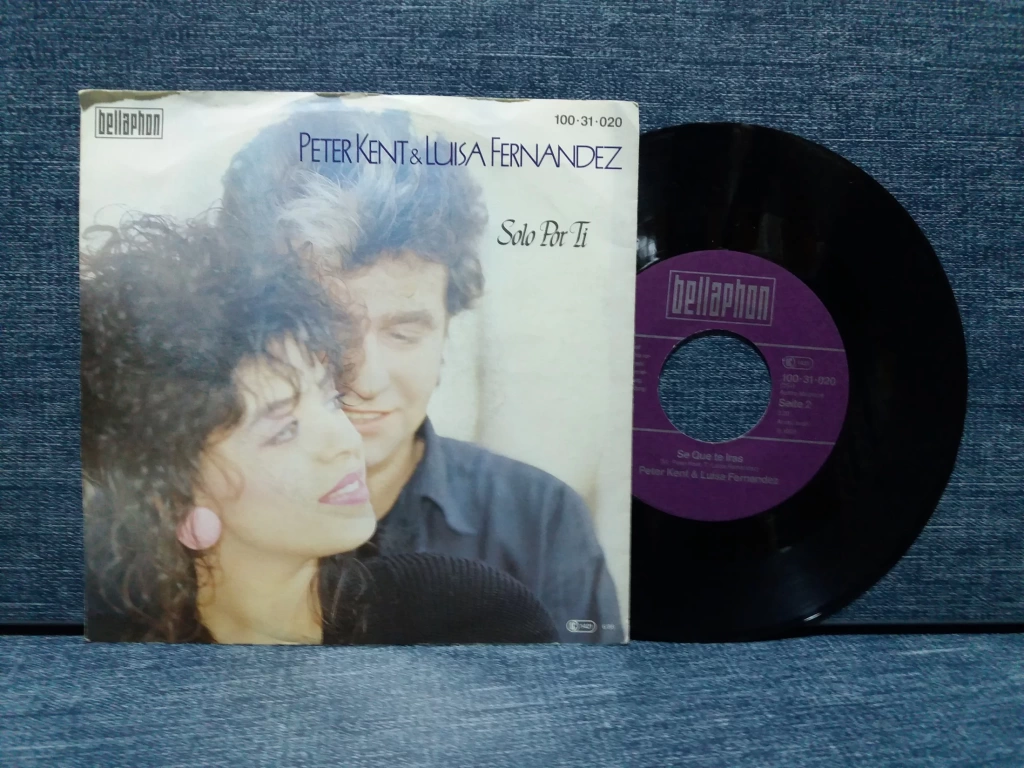 bellaphon
100·31·020
PETER KENT & LUISA FERNANDEZ
Solo Por Ti
bellaphon
100-31-020
Seite 2
Se Que te Iras
Peter Kent & Luisa Fernandez